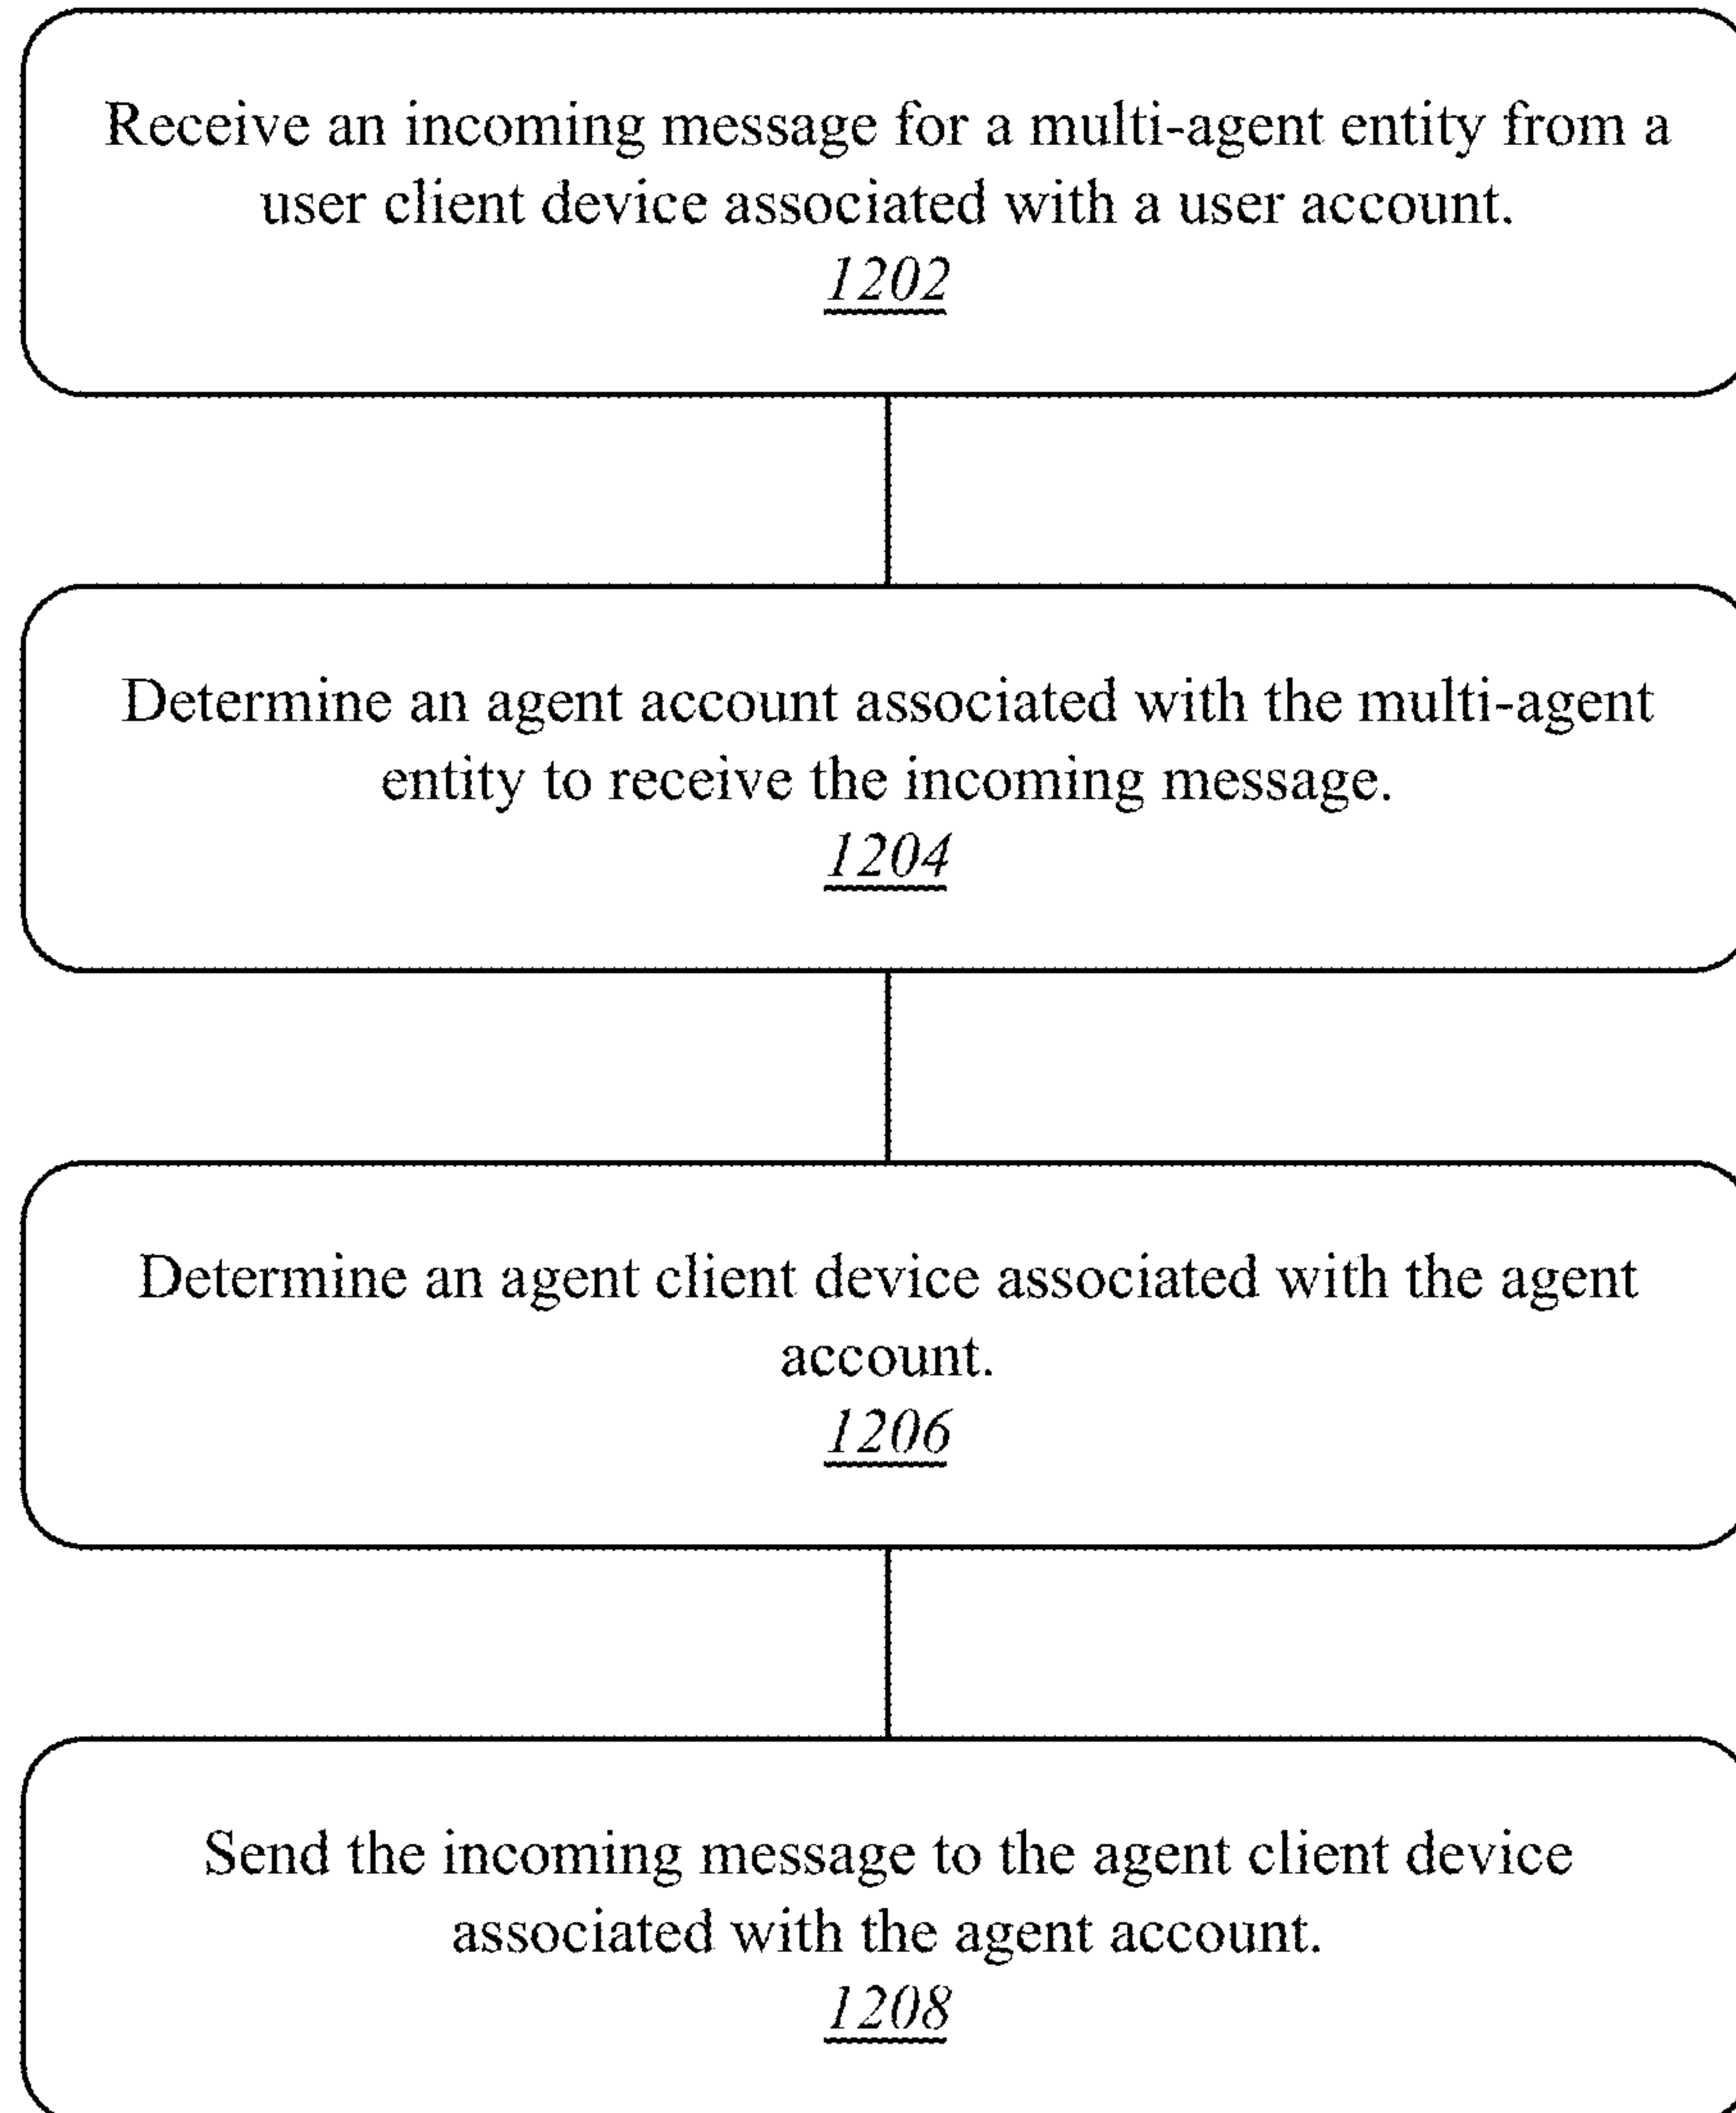 Receive an incoming message for a multi-agent entity from a
user client device associated with a user account.
1202
Determine an agent account associated with the multi-agent
entity to receive the incoming message.
1204
Determine an agent client device associated with the agent
account.
1206
Send the incoming message to the agent client device
associated with the agent account.
1208